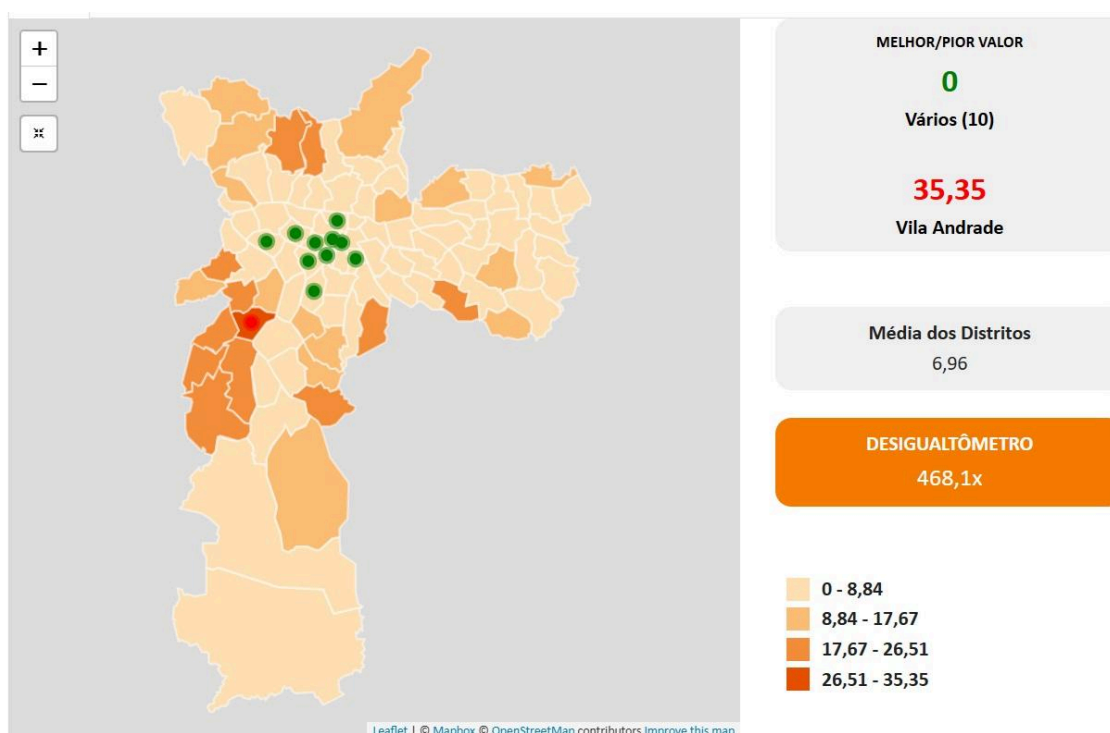 +
−
MELHOR/PIOR VALOR
0
Vários (10)
35,35
Vila Andrade
Média dos Distritos
6,96
DESIGUALTÔMETRO
468,1x
0 - 8,84
8,84 - 17,67
17,67 - 26,51
26,51 - 35,35
Leaflet | © Mapbox © OpenStreetMap contributors Improve this map